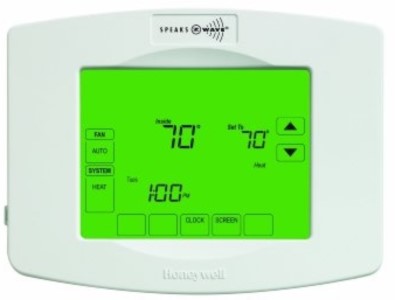 SPEAKS Z WAVE
Inside
70°
Set To
70°
FAN
AUTO
Heat
SYSTEM
HEAT
Time
1:00 PM
CLOCK SCREEN
Honeywell